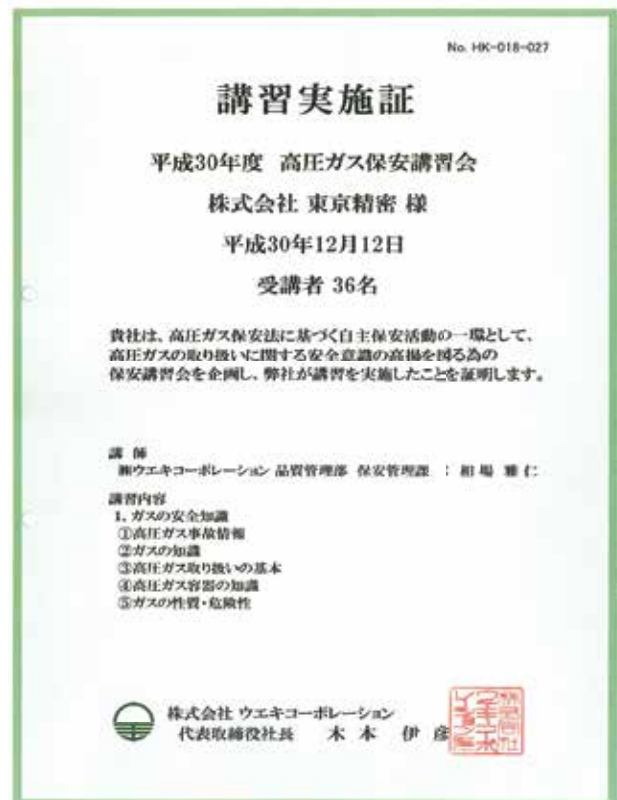 No. HK-018-027
講習実施証
平成30年度 高圧ガス保安講習会
株式会社 東京精密 様
平成30年12月12日
受講者 36名
貴社は、高圧ガス保安法に基づく自主保安活動の一環として、
高圧ガスの取り扱いに関する安全意識の高揚を図る為の
保安講習会を企画し、弊社が講習を実施したことを証明します。
講 師
㈱ウエキコーポレーション 品質管理部 保安管理課 : 相 場 雅 仁
講習内容
1. ガスの安全知識
①高圧ガス事故情報
②ガスの知識
③高圧ガス取り扱いの基本
④高圧ガス容器の知識
⑤ガスの性質・危険性
株式会社 ウエキコーポレーション
代表取締役社長 木 本 伊 彦